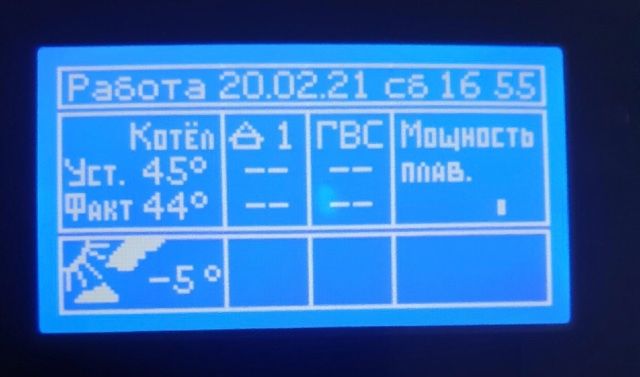 Работа 20.02.21 сб 16 55
Котёл 1 ГВС Мощность
Уст. 45° -- -- плав.
Факт 44° -- --
-5°